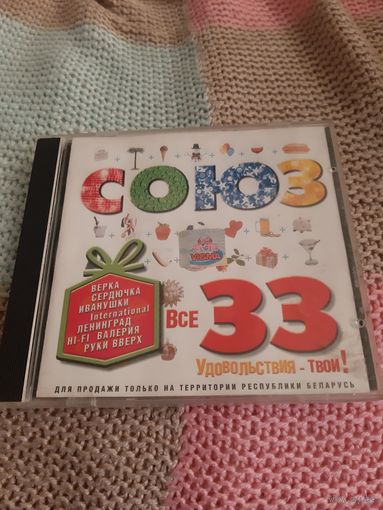 СОЮЗ
ВЕРКА
СЕРДЮЧКА
ИВАНУШКИ
International
ЛЕНИНГРАД
HI-FI ВАЛЕРИЯ
РУКИ ВВЕРХ
ВСЕ 33
УДОВОЛЬСТВИЯ - ТВОИ!
ДЛЯ ПРОДАЖИ ТОЛЬКО НА ТЕРРИТОРИИ РЕСПУБЛИКИ БЕЛАРУСЬ